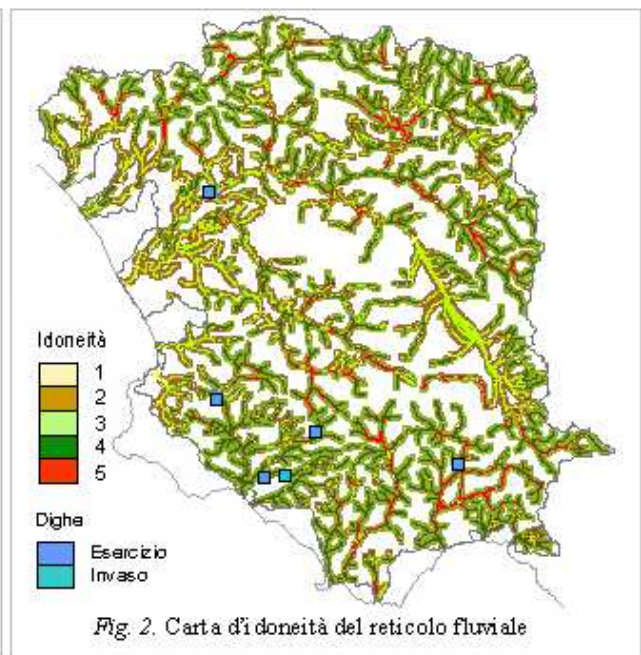 Idoneità
1
2
3
4
5
Dighe
Esercizio
Invaso
Fig. 2. Carta d'idoneità del reticolo fluviale